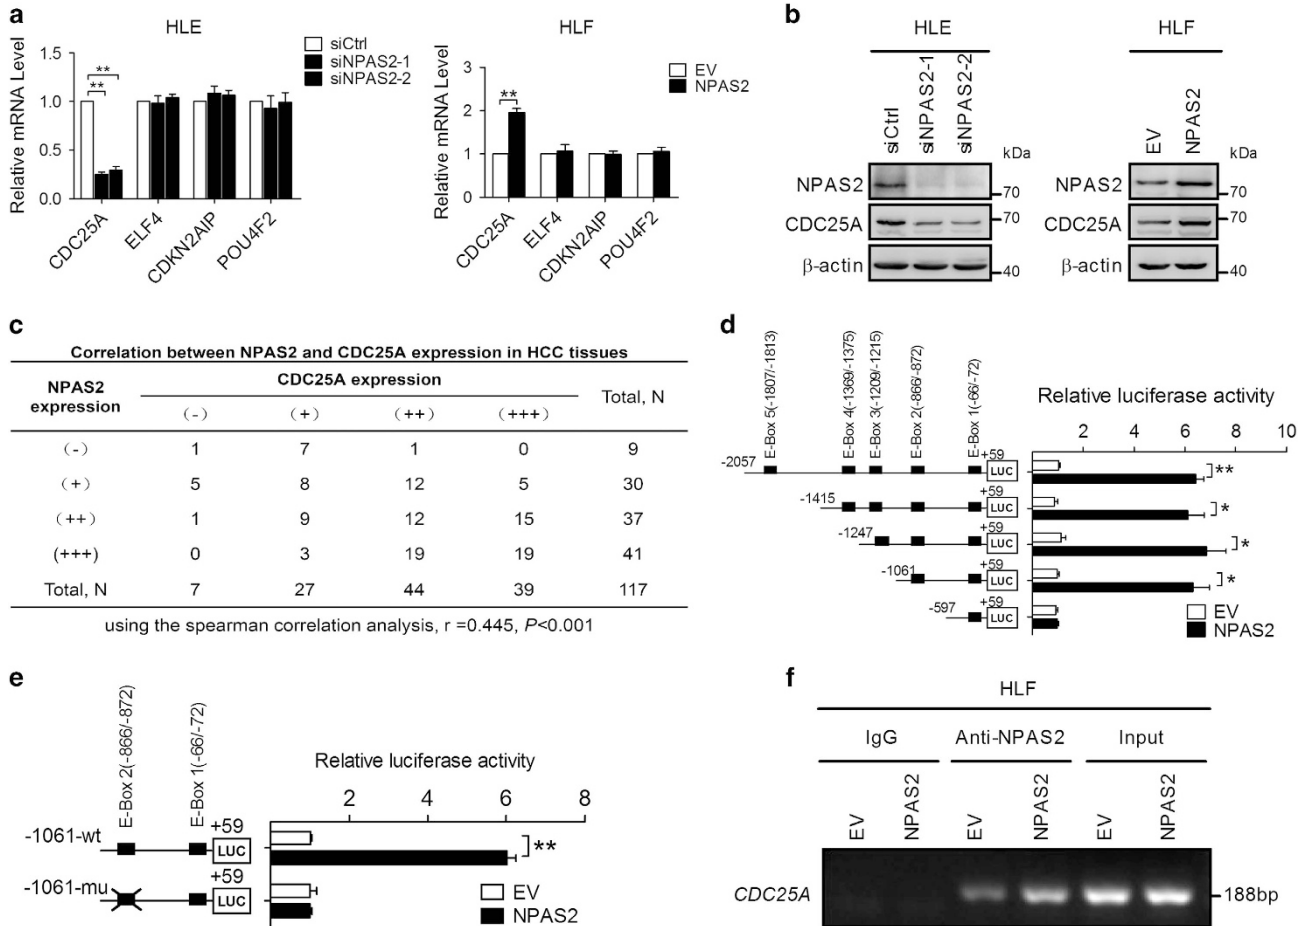 a
HLE
Relative mRNA Level
1.5
1.0
0.5
0.0
**
**
siCtrl
siNPAS2-1
siNPAS2-2
CDC25A
ELF4
CDKN2AIP
POU4F2
HLF
Relative mRNA Level
3
2
1
0
**
EV
NPAS2
CDC25A
ELF4
CDKN2AIP
POU4F2
b
HLE
HLF
siCtrl
siNPAS2-1
siNPAS2-2
kDa
EV
NPAS2
kDa
NPAS2
70
NPAS2
70
CDC25A
70
CDC25A
70
β-actin
40
β-actin
40
c
Correlation between NPAS2 and CDC25A expression in HCC tissues
NPAS2 expression
CDC25A expression
Total, N
(-) (+) (++) (+++)
(-) 1 7 1 0 9
(+) 5 8 12 5 30
(++) 1 9 12 15 37
(+++) 0 3 19 19 41
Total, N 7 27 44 39 117
using the spearman correlation analysis, r =0.445, P<0.001
d
E-Box 5(-1807/-1813)
E-Box 4(-1369/-1375)
E-Box 3(-1209/-1215)
E-Box 2(-866/-872)
E-Box 1(-66/-72)
Relative luciferase activity
2 4 6 8 10
-2057 +59 LUC **
-1415 +59 LUC *
-1247 +59 LUC *
-1061 +59 LUC *
-597 +59 LUC
EV
NPAS2
e
E-Box 2(-866/-872)
E-Box 1(-66/-72)
Relative luciferase activity
2 4 6 8
-1061-wt +59 LUC **
-1061-mu +59 LUC
EV
NPAS2
f
HLF
IgG Anti-NPAS2 Input
EV NPAS2 EV NPAS2 EV NPAS2
CDC25A 188bp